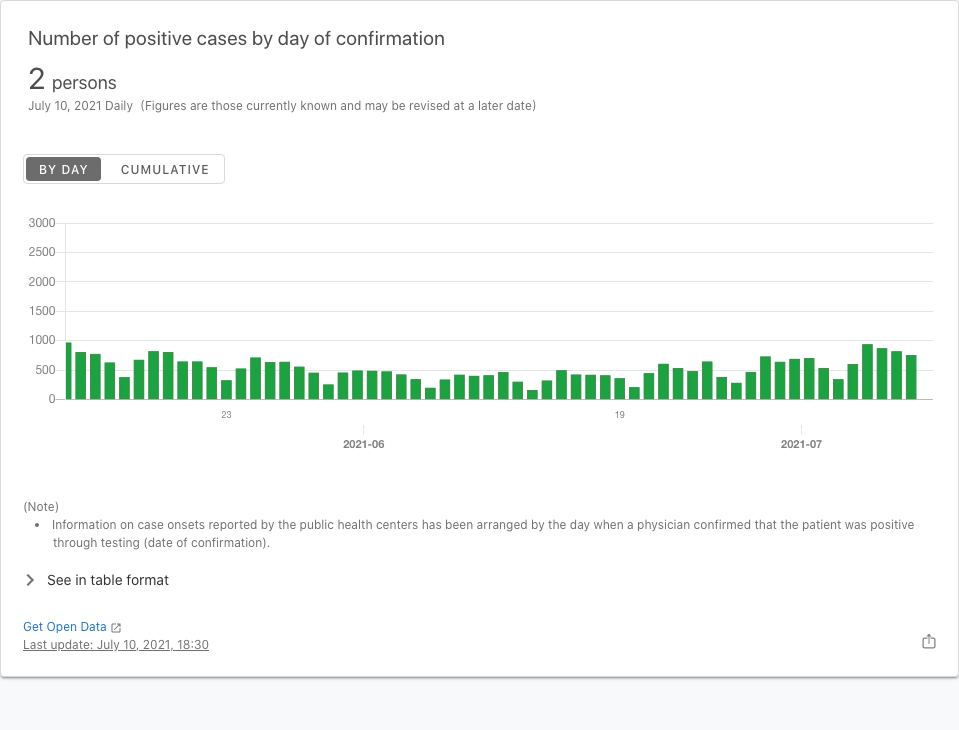 Number of positive cases by day of confirmation
2 persons
July 10, 2021 Daily (Figures are those currently known and may be revised at a later date)
BY DAY CUMULATIVE
3000
2500
2000
1500
1000
500
0
23 19
2021-06 2021-07
(Note)
• Information on case onsets reported by the public health centers has been arranged by the day when a physician confirmed that the patient was positive
through testing (date of confirmation).
See in table format
Get Open Data
Last update: July 10, 2021, 18:30